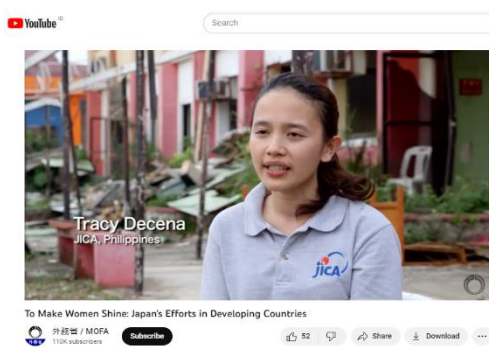 YouTube
Search
Tracy Decena
JICA, Philippines
jICA
To Make Women Shine: Japan's Efforts in Developing Countries
外務省 / MOFA
110K subscribers
Subscribe
52
Share
Download